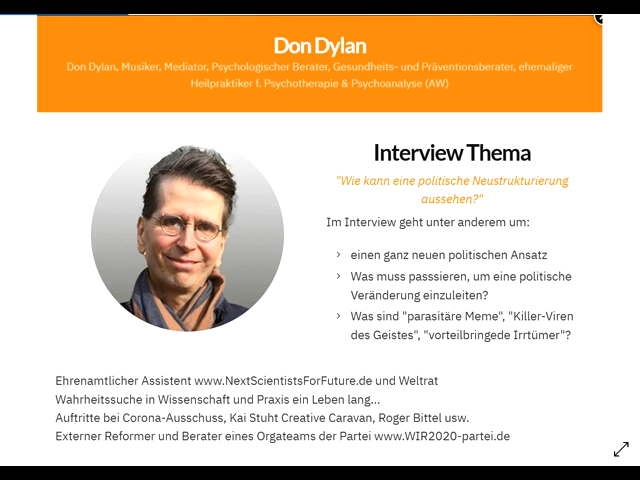 Don Dylan
Don Dylan, Musiker, Mediator, Psychologischer Berater, Gesundheits- und Präventionsberater, ehemaliger
Heilpraktiker f. Psychotherapie & Psychoanalyse (AW)
Interview Thema
"Wie kann eine politische Neustrukturierung
aussehen?"
Im Interview geht unter anderem um:
einen ganz neuen politischen Ansatz
Was muss passsieren, um eine politische
Veränderung einzuleiten?
Was sind "parasitäre Meme", "Killer-Viren
des Geistes", "vorteilbringede Irrtümer"?
Ehrenamtlicher Assistent www.NextScientistsForFuture.de und Weltrat
Wahrheitssuche in Wissenschaft und Praxis ein Leben lang...
Auftritte bei Corona-Ausschuss, Kai Stuht Creative Caravan, Roger Bittel usw.
Externer Reformer und Berater eines Orgateams der Partei www.WIR2020-partei.de